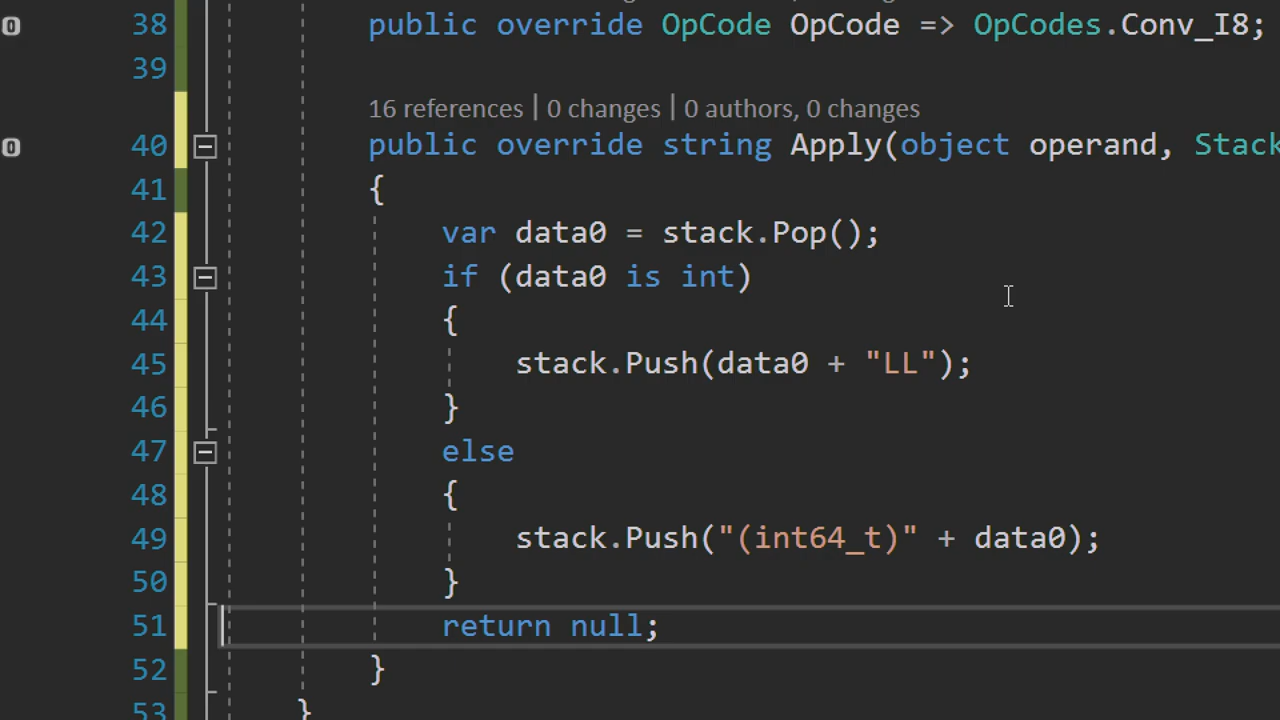 38 public override OpCode OpCode => OpCodes.Conv_I8;
39
16 references | 0 changes | 0 authors, 0 changes
40 public override string Apply(object operand, Stack
41 {
42 var data0 = stack.Pop();
43 if (data0 is int)
44 {
45 stack.Push(data0 + "LL");
46 }
47 else
48 {
49 stack.Push("(int64_t)" + data0);
50 }
51 return null;
52 }
53 }